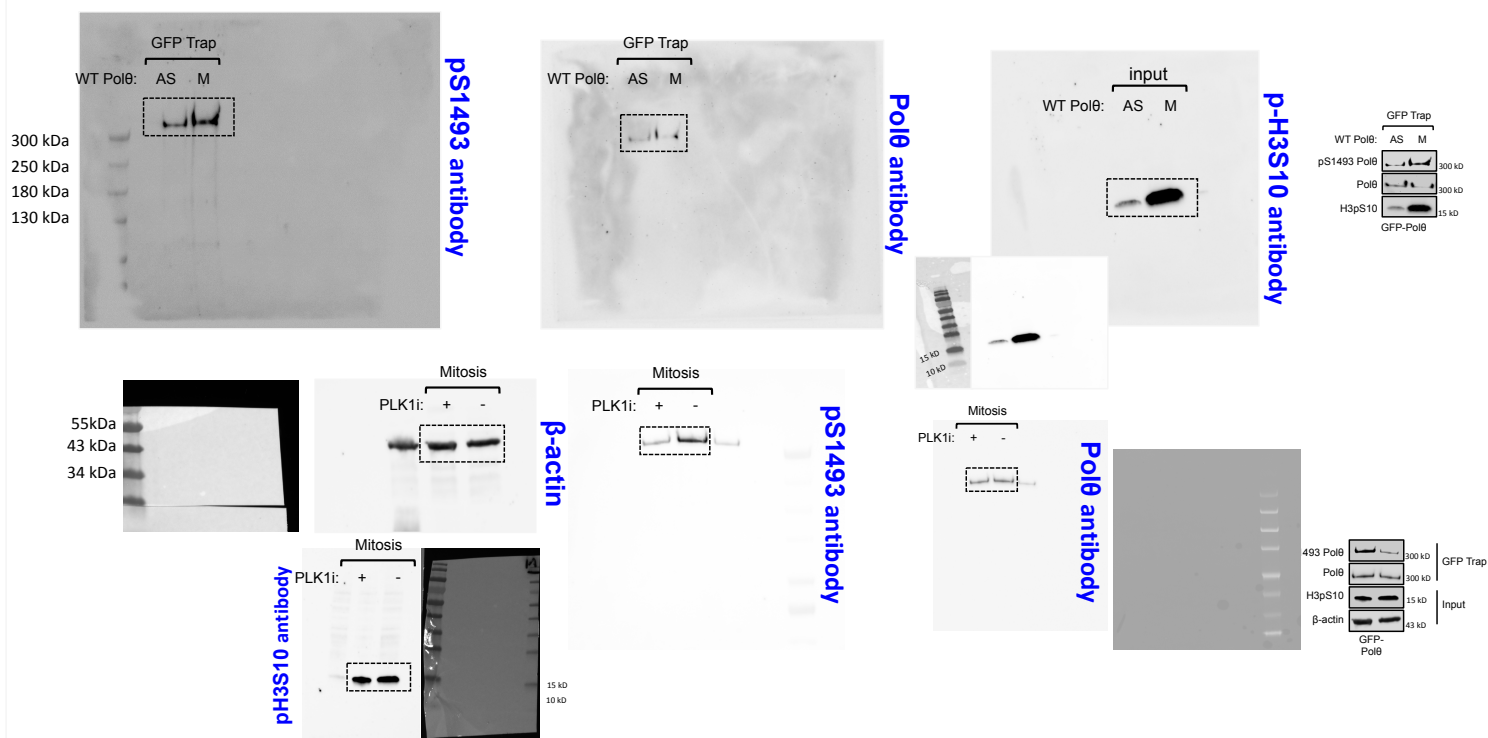 GFP Trap
WT Polθ: AS M
300 kDa
250 kDa
180 kDa
130 kDa
pS1493 antibody
GFP Trap
WT Polθ: AS M
Polθ antibody
input
WT Polθ: AS M
p-H3S10 antibody
15 kD
10 kD
GFP Trap
WT Polθ: AS M
pS1493 Polθ 300 kD
Polθ 300 kD
H3pS10 15 kD
GFP-Polθ
55kDa
43 kDa
34 kDa
Mitosis
PLK1i: + -
β-actin
Mitosis
PLK1i: + -
pS1493 antibody
Mitosis
PLK1i: + -
Polθ antibody
Mitosis
PLK1i: + -
pH3S10 antibody
15 kD
10 kD
493 Polθ 300 kD
Polθ 300 kD
GFP Trap
H3pS10 15 kD
β-actin 43 kD
Input
GFP-
Polθ